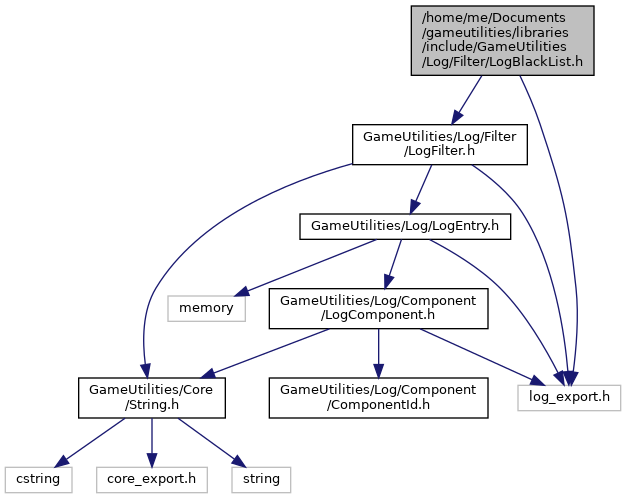 /home/me/Documents
/gameutilities/libraries
/include/GameUtilities
/Log/Filter/LogBlackList.h
GameUtilities/Log/Filter
/LogFilter.h
GameUtilities/Log/LogEntry.h
memory
GameUtilities/Log/Component
/LogComponent.h
GameUtilities/Core
/String.h
GameUtilities/Log/Component
/ComponentId.h
log_export.h
cstring
core_export.h
string